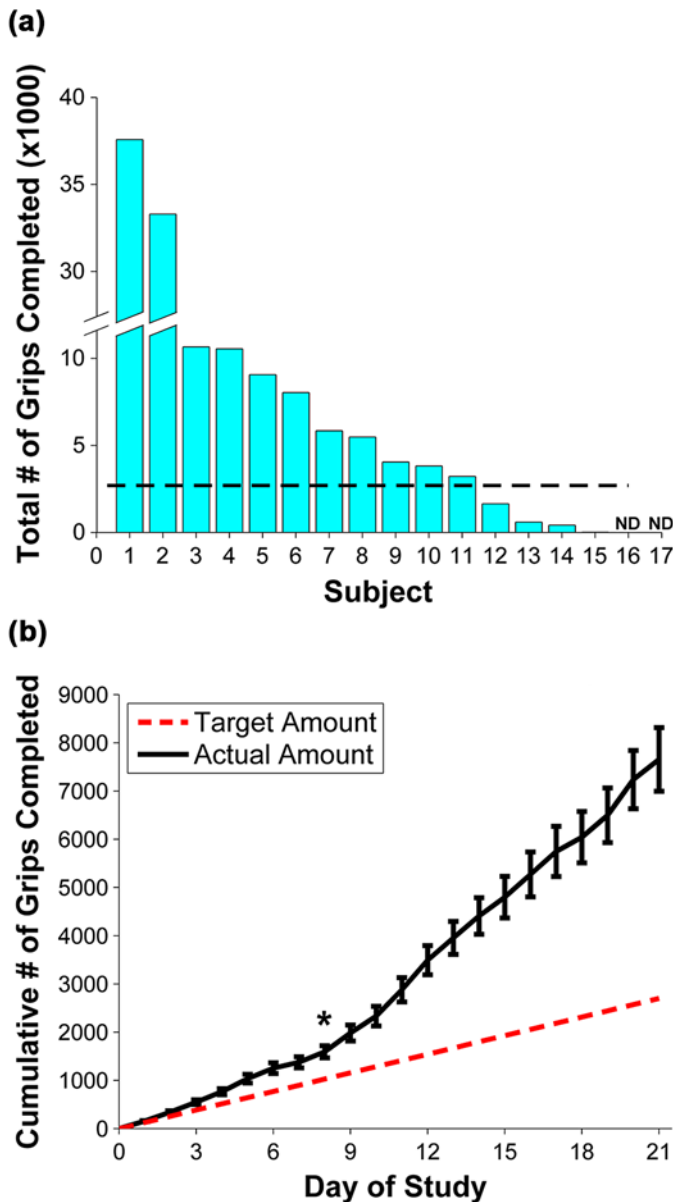 (a)
Total # of Grips Completed (x1000)
40
35
30
10
5
0
ND ND
0 1 2 3 4 5 6 7 8 9 10 11 12 13 14 15 16 17
Subject
(b)
Cumulative # of Grips Completed
9000
8000
7000
6000
5000
4000
3000
2000
1000
0
Target Amount
Actual Amount
*
0 3 6 9 12 15 18 21
Day of Study